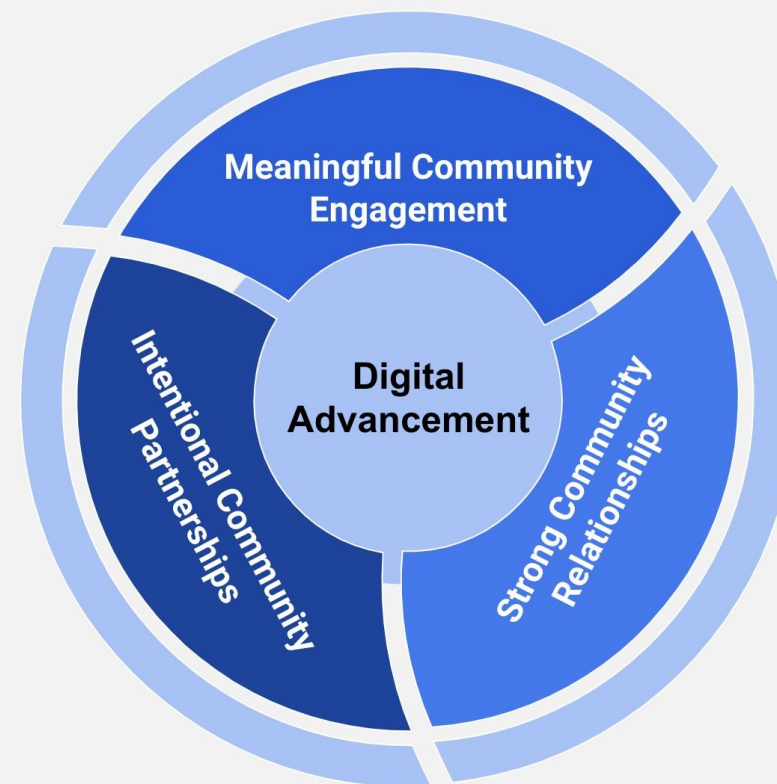 Meaningful Community
Engagement
Digital
Advancement
Intentional Community
Partnerships
Strong Community
Relationships